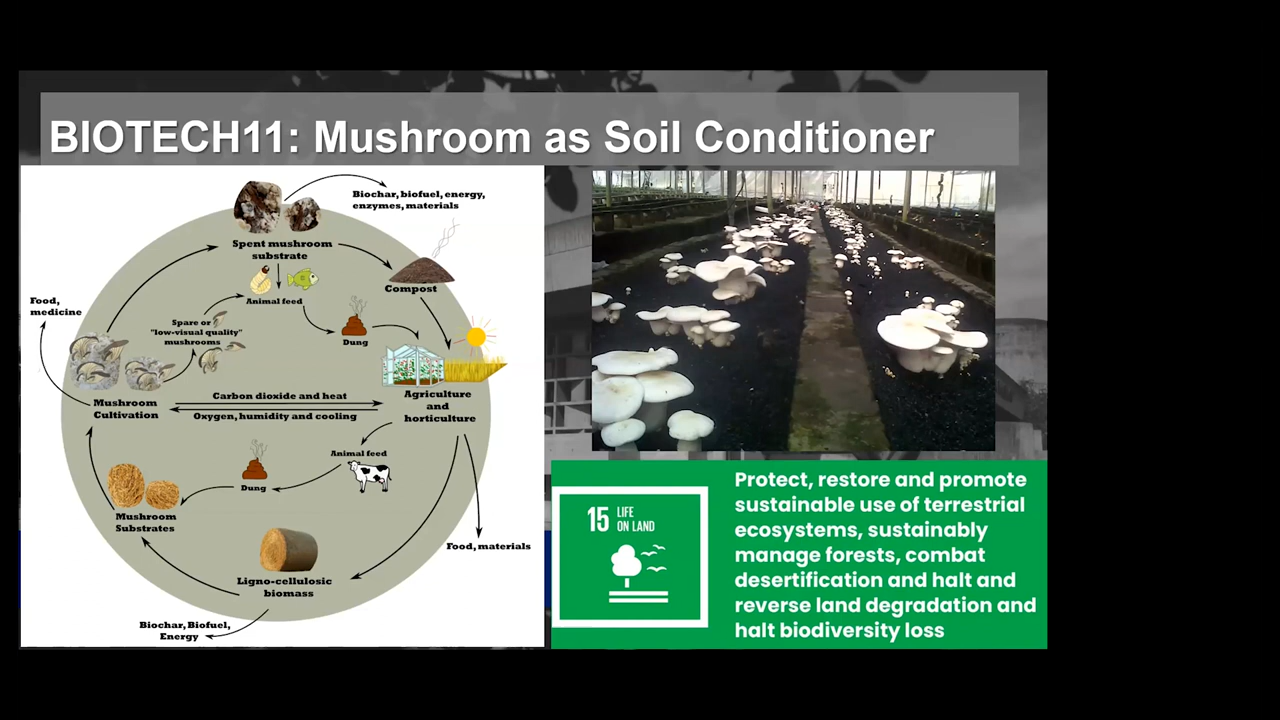 BIOTECH11: Mushroom as Soil Conditioner
Biochar, biofuel, energy,
enzymes, materials
Spent mushroom
substrate
Compost
Animal feed
Food,
medicine
Spare or
"low-visual quality"
mushrooms
Dung
Carbon dioxide and heat
Oxygen, humidity and cooling
Mushroom
Cultivation
Agriculture
and
horticulture
Animal feed
Dung
Mushroom
Substrates
Food, materials
Ligno-cellulosic
biomass
Biochar, Biofuel,
Energy
15 LIFE
ON LAND
Protect, restore and promote
sustainable use of terrestrial
ecosystems, sustainably
manage forests, combat
desertification and halt and
reverse land degradation and
halt biodiversity loss